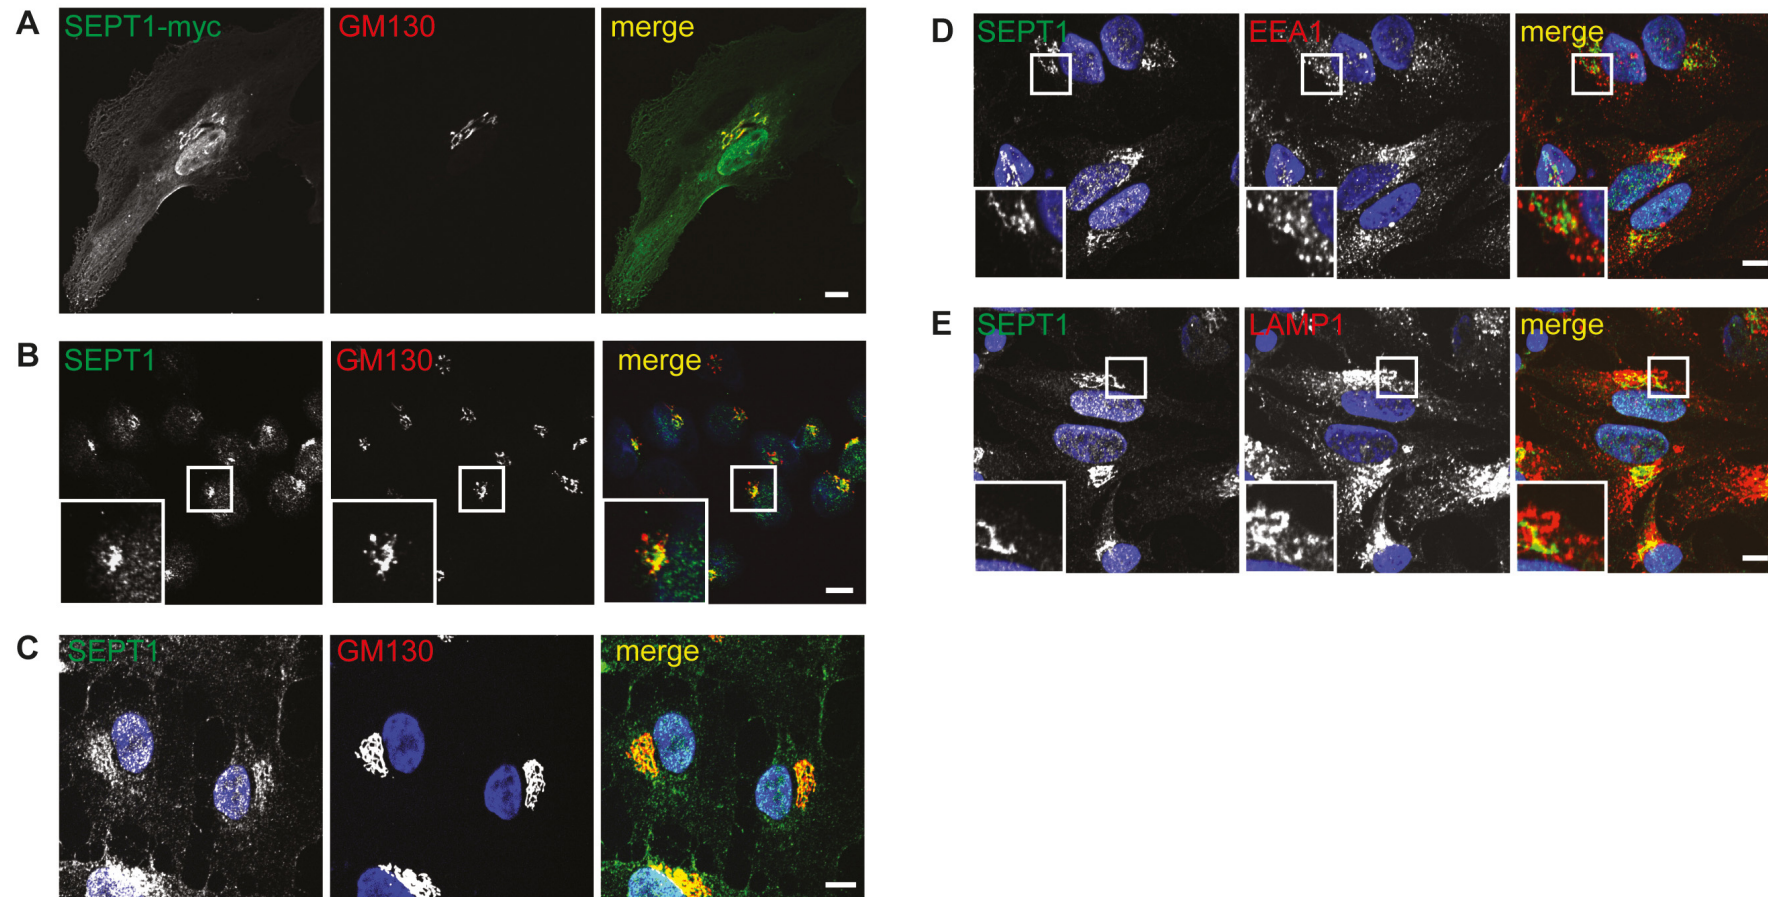 A
SEPT1-myc
GM130
merge
B
SEPT1
GM130
merge
C
SEPT1
GM130
merge
D
SEPT1
EEA1
merge
E
SEPT1
LAMP1
merge